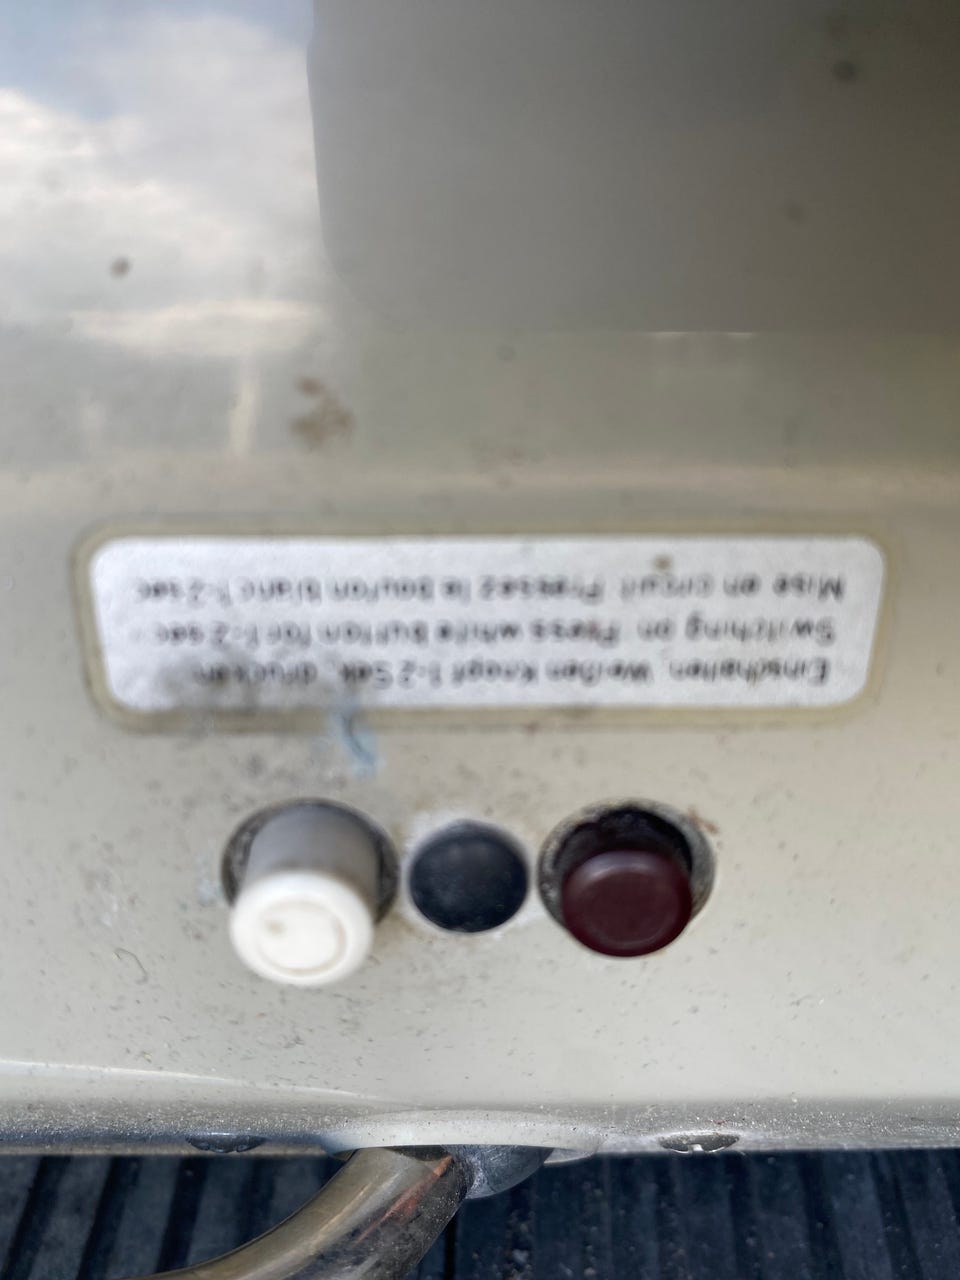 Einschalten. Weißen Knopf 1-2 Sek. drücken
Switching on. Press white button for 1-2 sec
Mise en circuit. Pressez le bouton blanc 1-2 sec